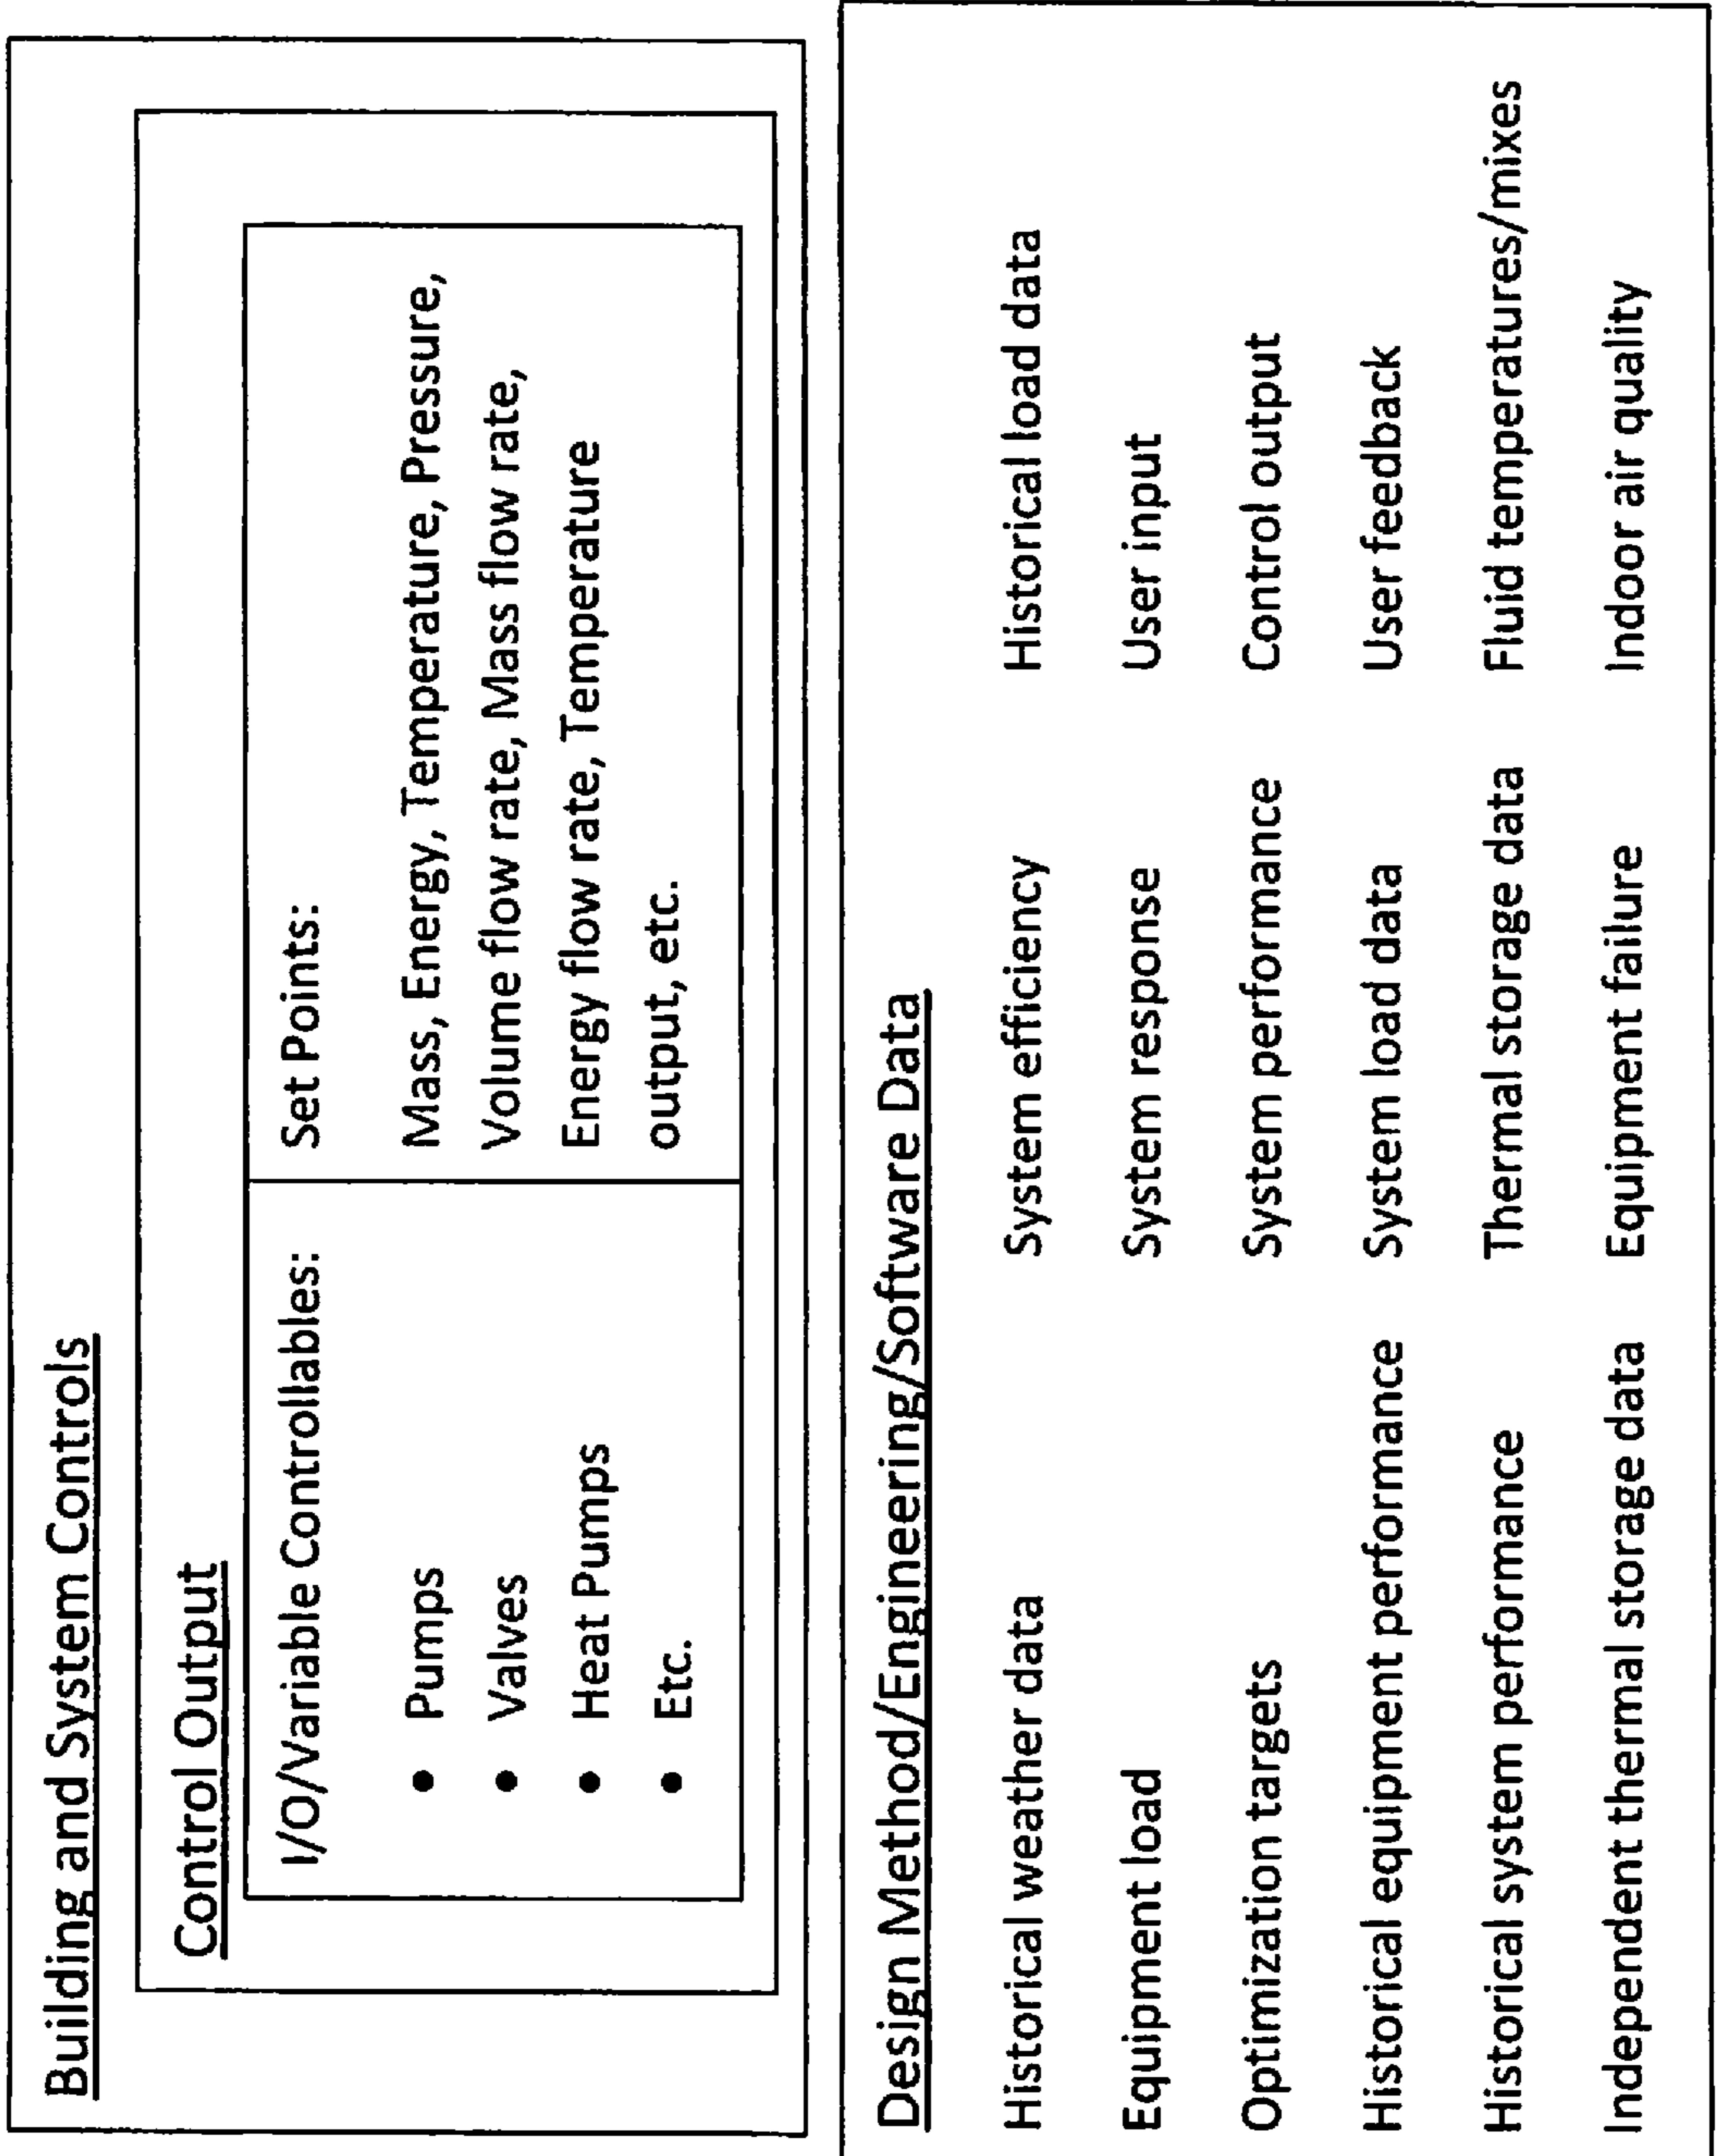 Building and System Controls
Control Output
I/O/Variable Controllables:
• Pumps
• Valves
• Heat Pumps
• Etc.
Set Points:
Mass, Energy, Temperature, Pressure,
Volume flow rate, Mass flow rate,
Energy flow rate, Temperature
output, etc.
Design Method/Engineering/Software Data
Historical weather data System efficiency Historical load data
Equipment load System response User input
Optimization targets System performance Control output
Historical equipment performance System load data User feedback
Historical system performance Thermal storage data Fluid temperatures/mixes
Independent thermal storage data Equipment failure Indoor air quality